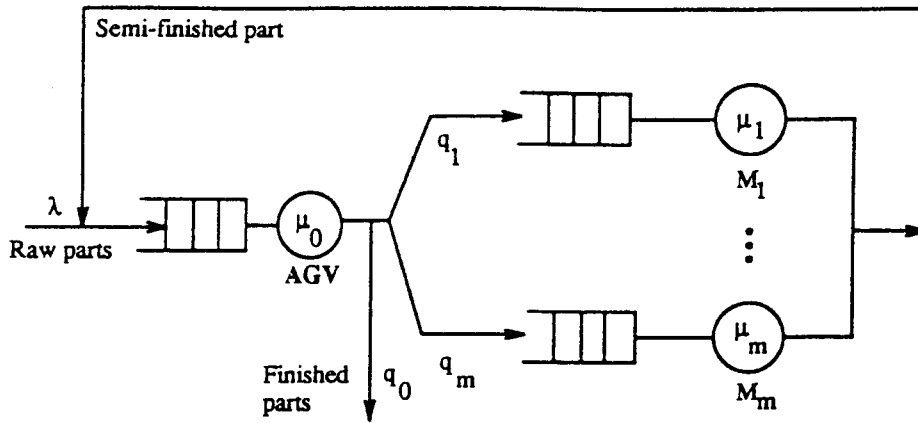 Semi-finished part
λ
Raw parts
μ0
AGV
q1
μ1
M1
Finished
parts
q0
qm
μm
Mm